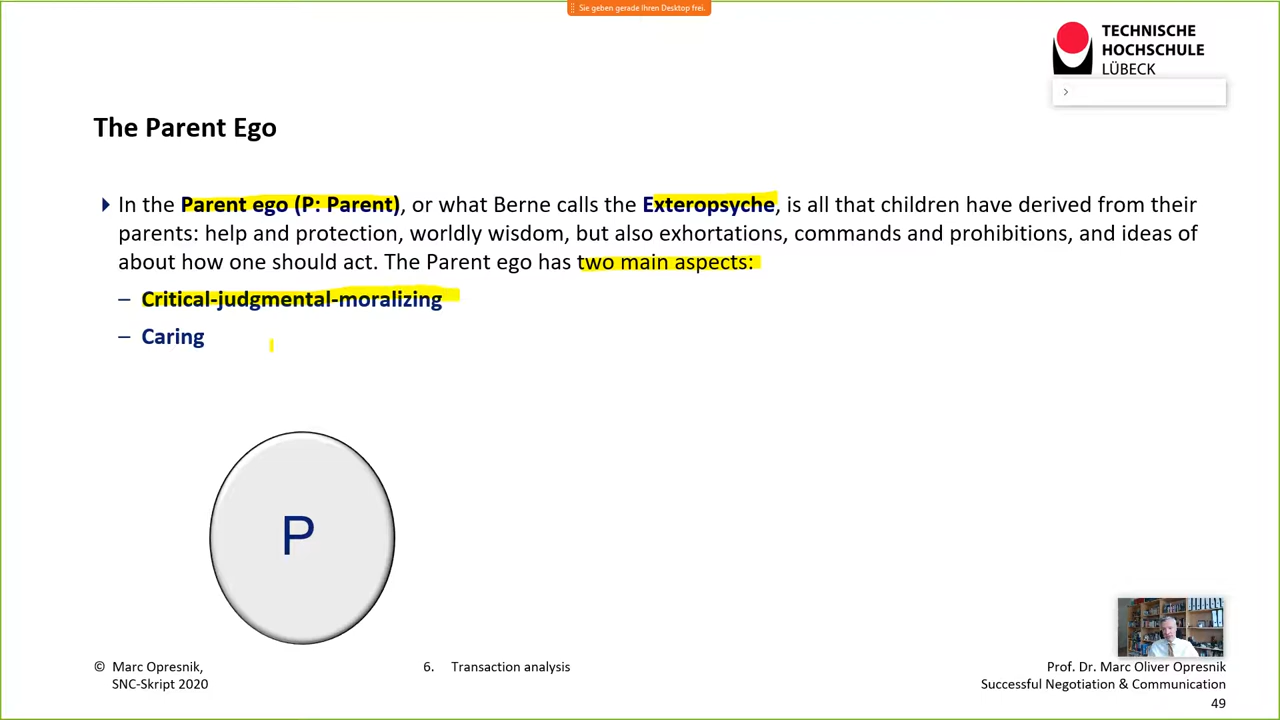 Sie geben gerade Ihren Desktop frei.
TECHNISCHE
HOCHSCHULE
LÜBECK
The Parent Ego
In the Parent ego (P: Parent), or what Berne calls the Exteropsyche, is all that children have derived from their
parents: help and protection, worldly wisdom, but also exhortations, commands and prohibitions, and ideas of
about how one should act. The Parent ego has two main aspects:
– Critical-judgmental-moralizing
– Caring
P
© Marc Opresnik,
SNC-Skript 2020
6. Transaction analysis
Prof. Dr. Marc Oliver Opresnik
Successful Negotiation & Communication
49